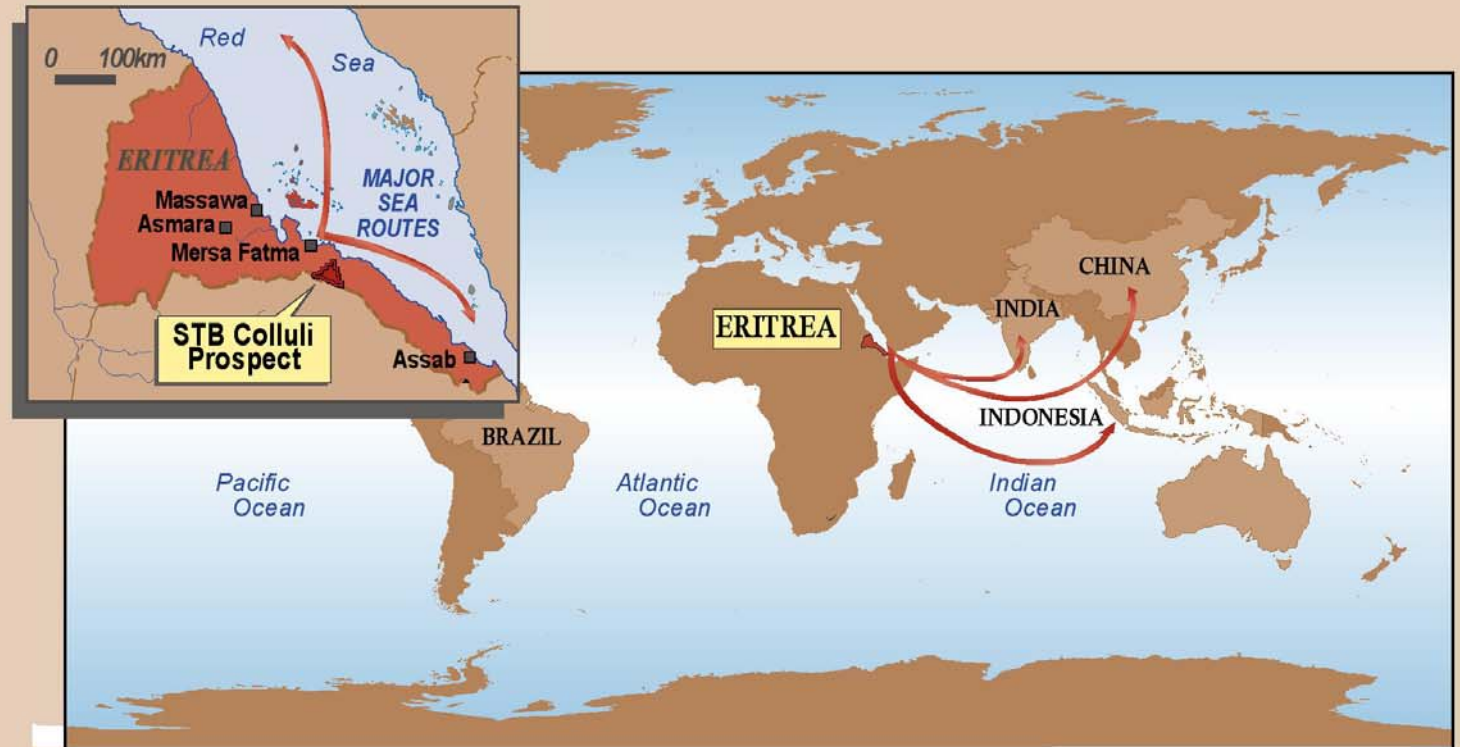 Red
Sea
0 100km
ERITREA
MAJOR
SEA
ROUTES
Massawa
Asmara
Mersa Fatma
STB Colluli
Prospect
Assab
CHINA
INDIA
ERITREA
INDONESIA
BRAZIL
Pacific
Ocean
Atlantic
Ocean
Indian
Ocean